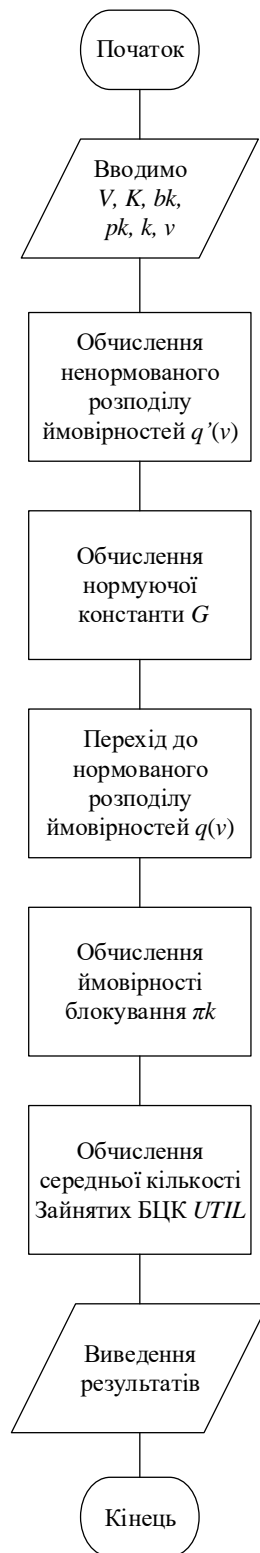 Початок
Вводимо
V, K, bk,
pk, k, v
Обчислення
ненормованого
розподілу
ймовірностей q’(v)
Обчислення
нормуючої
константи G
Перехід до
нормованого
розподілу
ймовірностей q(v)
Обчислення
ймовірності
блокування πk
Обчислення
середньої кількості
Зайнятих БЦК UTIL
Виведення
результатів
Кінець